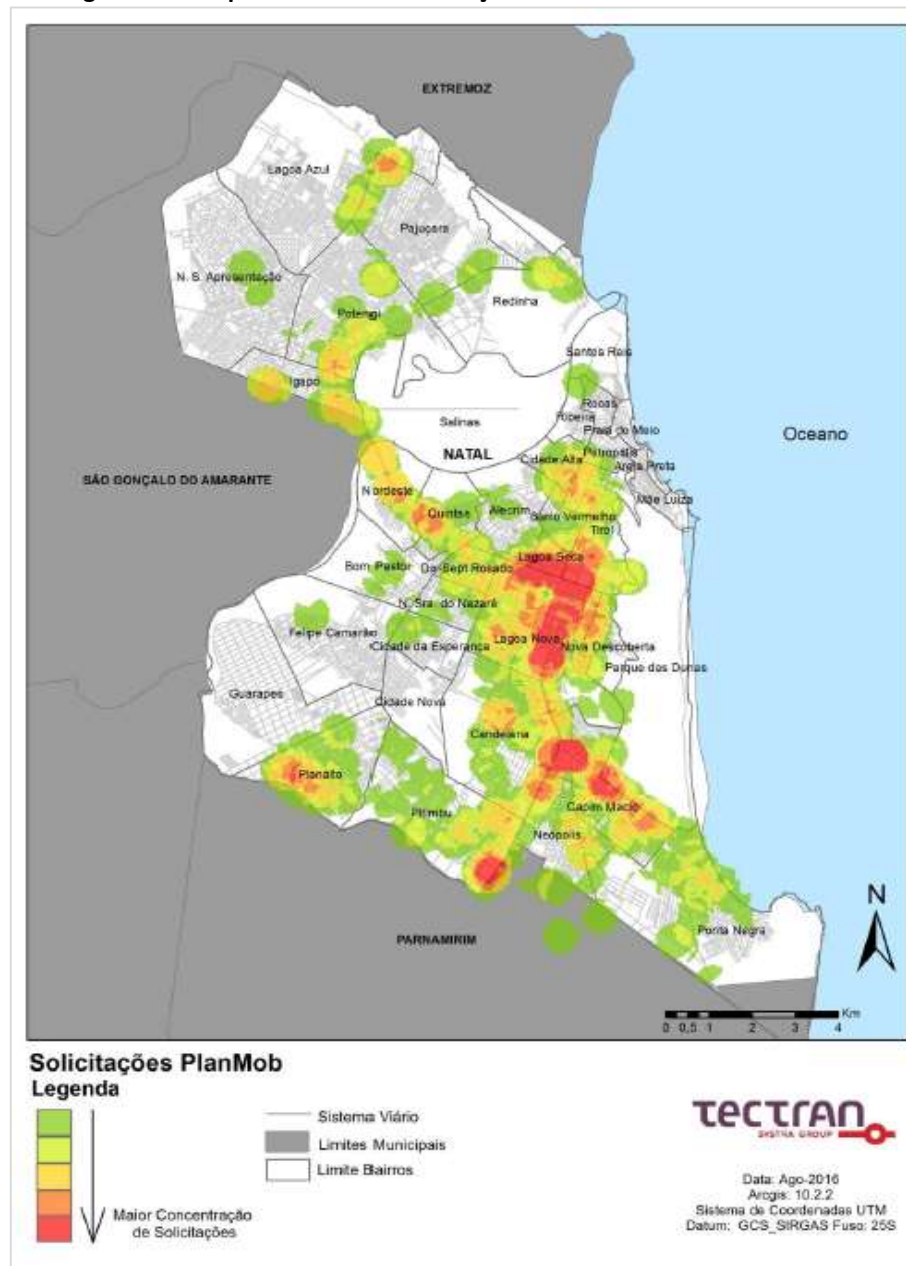 EXTREMOZ
Lagoa Azul
Pajuçara
N. S. Apresentação
Redinha
Potengi
Santos Reis
Igapo
Rocas
Ribeira
Salinas
Praia do Meio
Oceano
NATAL
Petropolis
Cidade Alta
Areia Preta
SÃO GONÇALO DO AMARANTE
Nordeste
Mãe Luiza
Quintas
Alecrim
Barro Vermelho
Tirol
Lagoa Seca
Bom Pastor
Dix-Sept Rosado
N. Sra. do Nazaré
Felipe Camarão
Lagoa Nova
Nova Descoberta
Cidade da Esperança
Parque das Dunas
Guarapes
Cidade Nova
Candelaria
Planalto
Pitimbu
Capim Macio
Neópolis
N
Ponta Negra
PARNAMIRIM
Km
0 0,5 1 2 3 4
Solicitações PlanMob
Legenda
Sistema Viário
Limites Municipais
Limite Bairros
Maior Concentração
de Solicitações
tectran
SYSTRA GROUP
Data: Ago-2016
Arcgis: 10.2.2
Sistema de Coordenadas UTM
Datum: GCS_SIRGAS Fuso: 25S